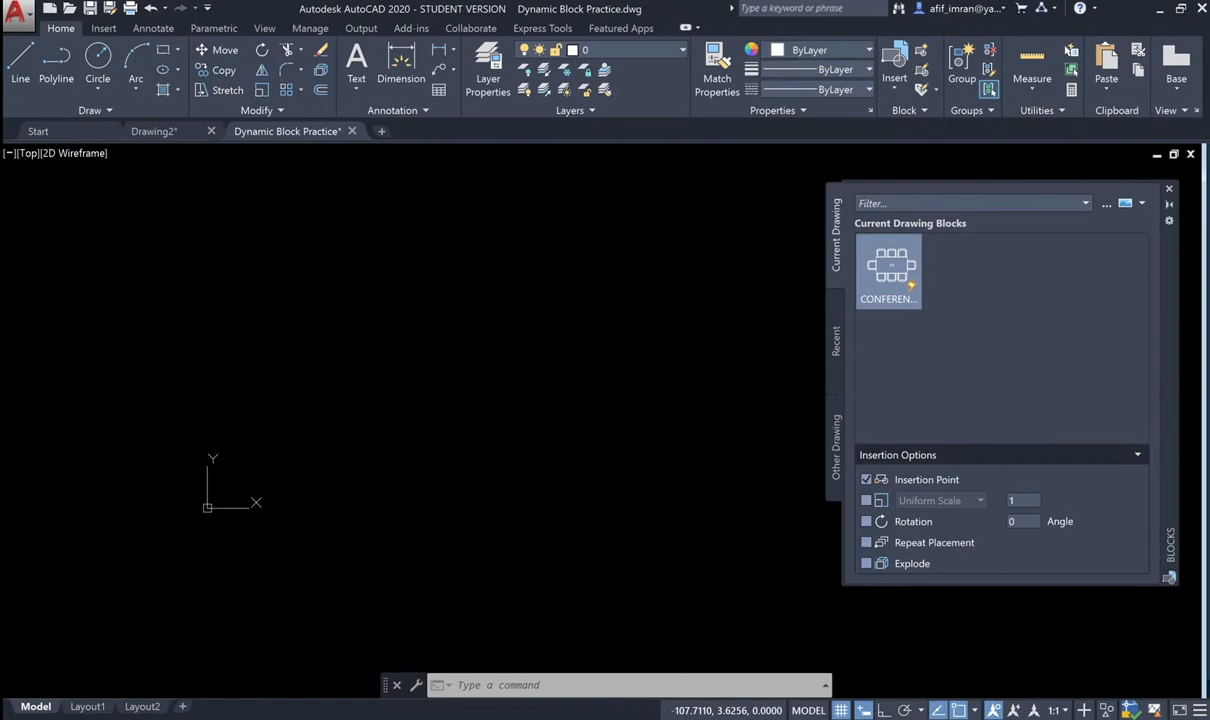 A
Autodesk AutoCAD 2020 - STUDENT VERSION Dynamic Block Practice.dwg
Type a keyword or phrase
afif_imran@ya...
Home Insert Annotate Parametric View Manage Output Add-ins Collaborate Express Tools Featured Apps
Line Polyline Circle Arc
Move
Copy
Stretch
A
Text Dimension
Layer
Properties
0
Match
Properties
ByLayer
ByLayer
ByLayer
Insert
Group
Measure
Paste
Base
Draw Modify Annotation Layers Properties Block Groups Utilities Clipboard View
Start Drawing2* Dynamic Block Practice*
[−][Top][2D Wireframe]
Current Drawing
Recent
Other Drawing
Filter...
...
Current Drawing Blocks
CONFEREN...
Insertion Options
Insertion Point
Uniform Scale 1
Rotation 0 Angle
Repeat Placement
Explode
BLOCKS
Y
X
Type a command
Model Layout1 Layout2
-107.7110, 3.6256, 0.0000 MODEL 1:1